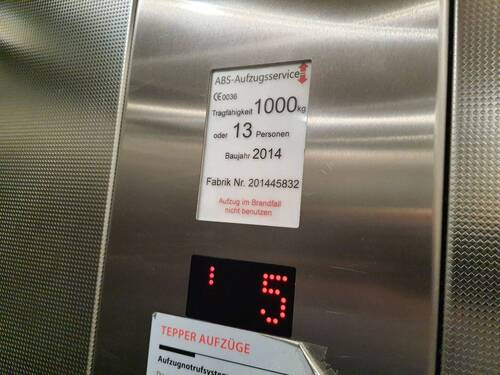 ABS-Aufzugsservice
CE0036
Tragfähigkeit 1000kg
oder 13 Personen
Baujahr 2014
Fabrik Nr. 201445832
Aufzug im Brandfall
nicht benutzen
5
TEPPER AUFZÜGE
Aufzugnotrufsystem